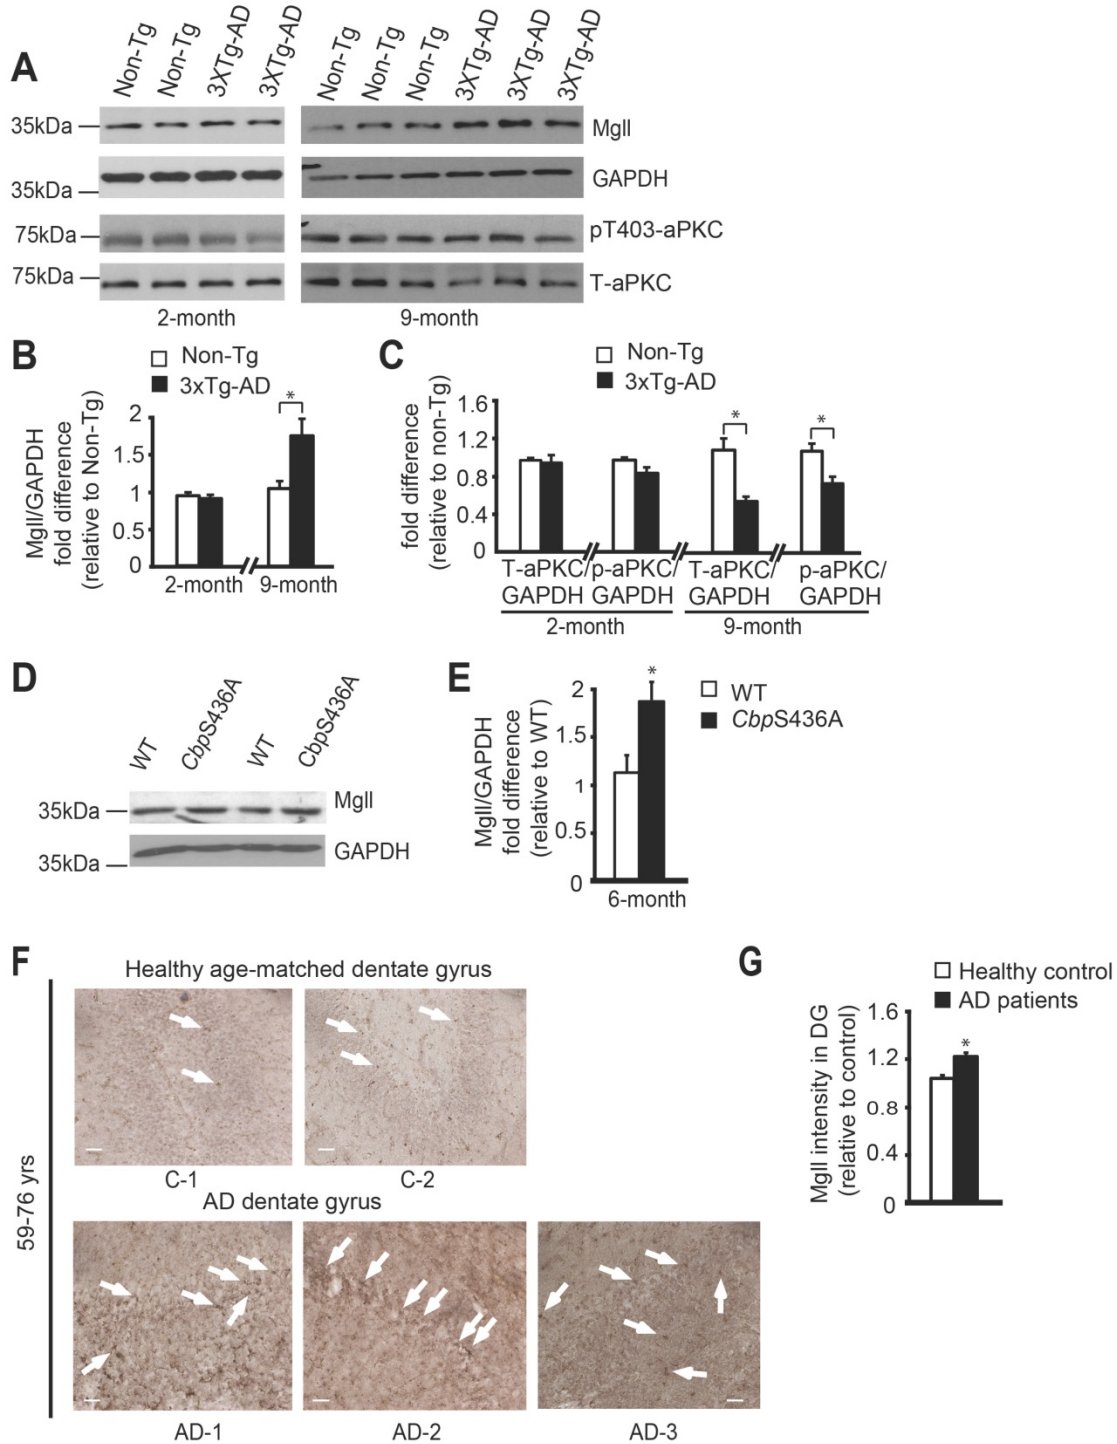 A
Non-Tg Non-Tg 3XTg-AD 3XTg-AD Non-Tg Non-Tg Non-Tg 3XTg-AD 3XTg-AD 3XTg-AD
35kDa MgII
35kDa GAPDH
75kDa pT403-aPKC
75kDa T-aPKC
2-month 9-month
B
Non-Tg
3xTg-AD
MgII/GAPDH
fold difference
(relative to Non-Tg)
2
1.5
1
0.5
0
*
2-month 9-month
C
Non-Tg
3xTg-AD
fold difference
(relative to non-Tg)
1.6
1.2
0.8
0.4
0
* *
T-aPKC/ p-aPKC/ T-aPKC/ p-aPKC/
GAPDH GAPDH GAPDH GAPDH
2-month 9-month
D
WT CbpS436A WT CbpS436A
35kDa MgII
35kDa GAPDH
E
WT
CbpS436A
MgII/GAPDH
fold difference
(relative to WT)
2
1.5
1
0.5
0
*
6-month
F
Healthy age-matched dentate gyrus
C-1 C-2
AD dentate gyrus
59-76 yrs
AD-1 AD-2 AD-3
G
Healthy control
AD patients
MgII intensity in DG
(relative to control)
1.6
1.2
0.8
0.4
0
*